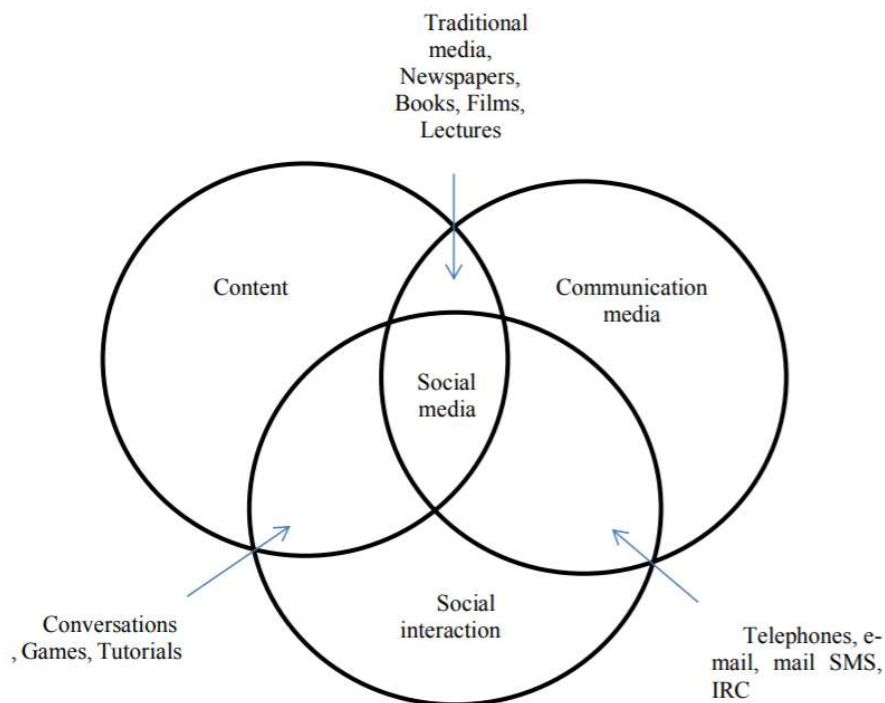 Traditional
media,
Newspapers,
Books, Films,
Lectures
Content
Communication
media
Social
media
Conversations
, Games, Tutorials
Social
interaction
Telephones, e-
mail, mail SMS,
IRC